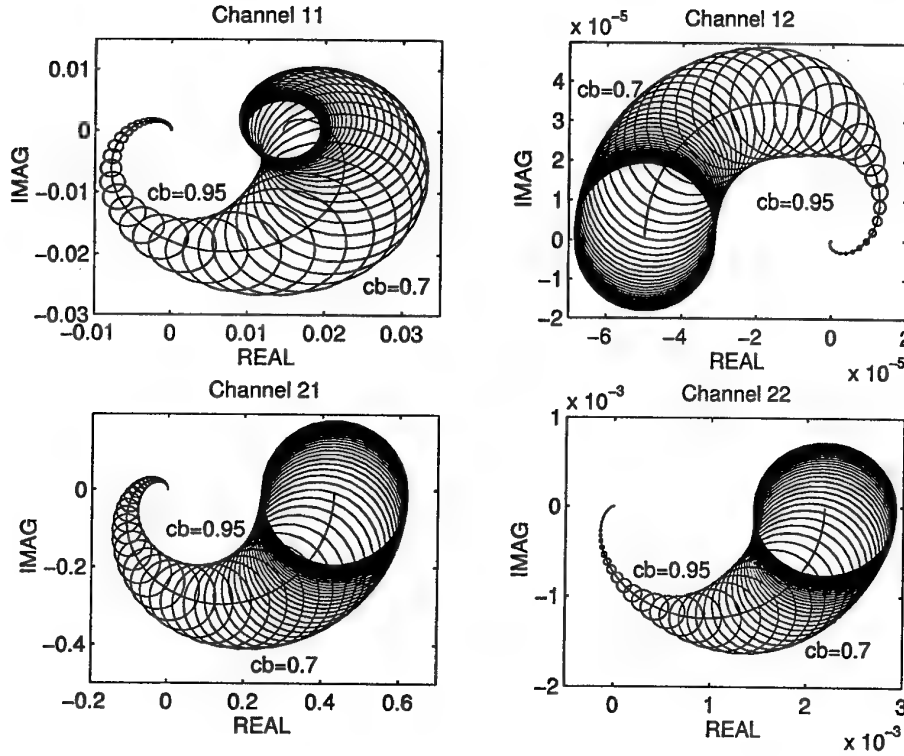 Channel 11
0.01
0
−0.01
−0.02
−0.03
IMAG
cb=0.95
cb=0.7
−0.01
0
0.01
0.02
0.03
REAL
x 10⁻⁵
Channel 12
4
3
2
1
0
−1
−2
IMAG
cb=0.7
cb=0.95
−6
−4
−2
0
2
REAL
x 10⁻⁵
Channel 21
0
−0.2
−0.4
IMAG
cb=0.95
cb=0.7
−0.2
0
0.2
0.4
0.6
REAL
x 10⁻³
Channel 22
1
0
−1
−2
IMAG
cb=0.95
cb=0.7
0
1
2
3
REAL
x 10⁻³